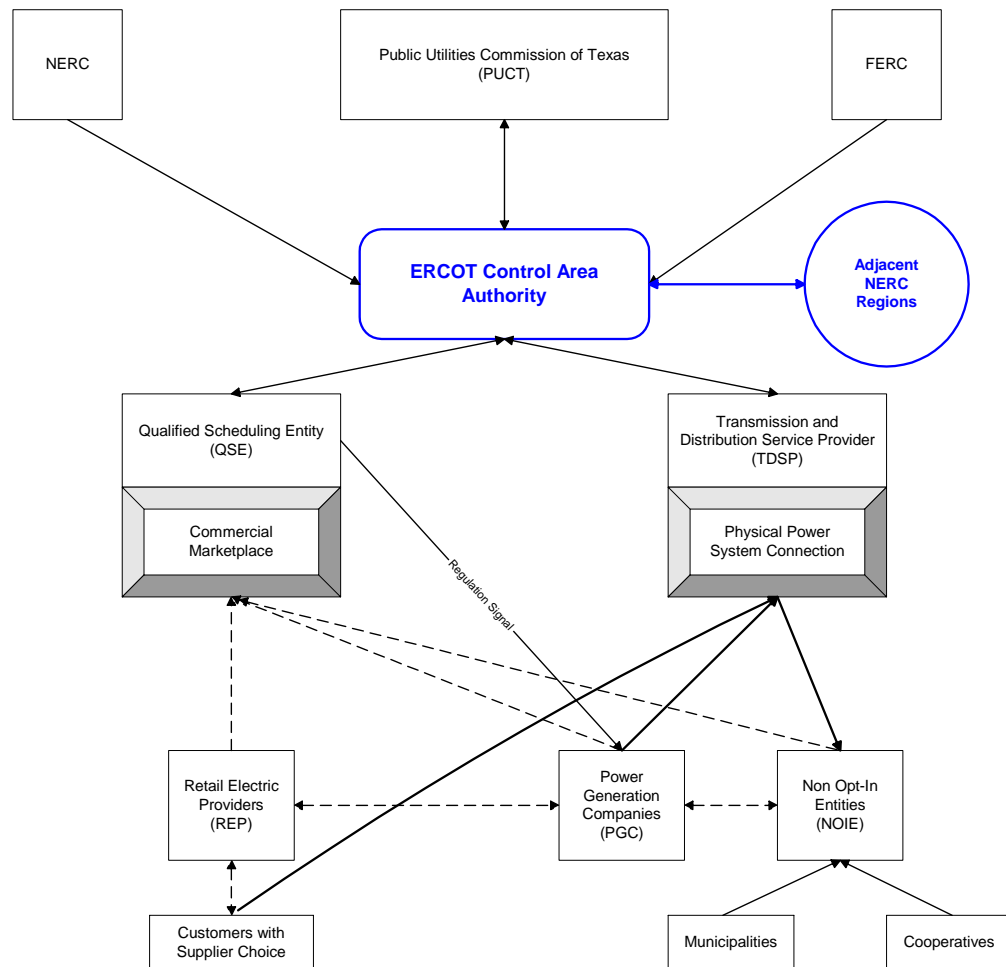 NERC
Public Utilities Commission of Texas
(PUCT)
FERC
ERCOT Control Area
Authority
Adjacent
NERC
Regions
Qualified Scheduling Entity
(QSE)
Transmission and
Distribution Service Provider
(TDSP)
Commercial
Marketplace
Physical Power
System Connection
Regulation Signal
Retail Electric
Providers
(REP)
Power
Generation
Companies
(PGC)
Non Opt-In
Entities
(NOIE)
Customers with
Supplier Choice
Municipalities
Cooperatives